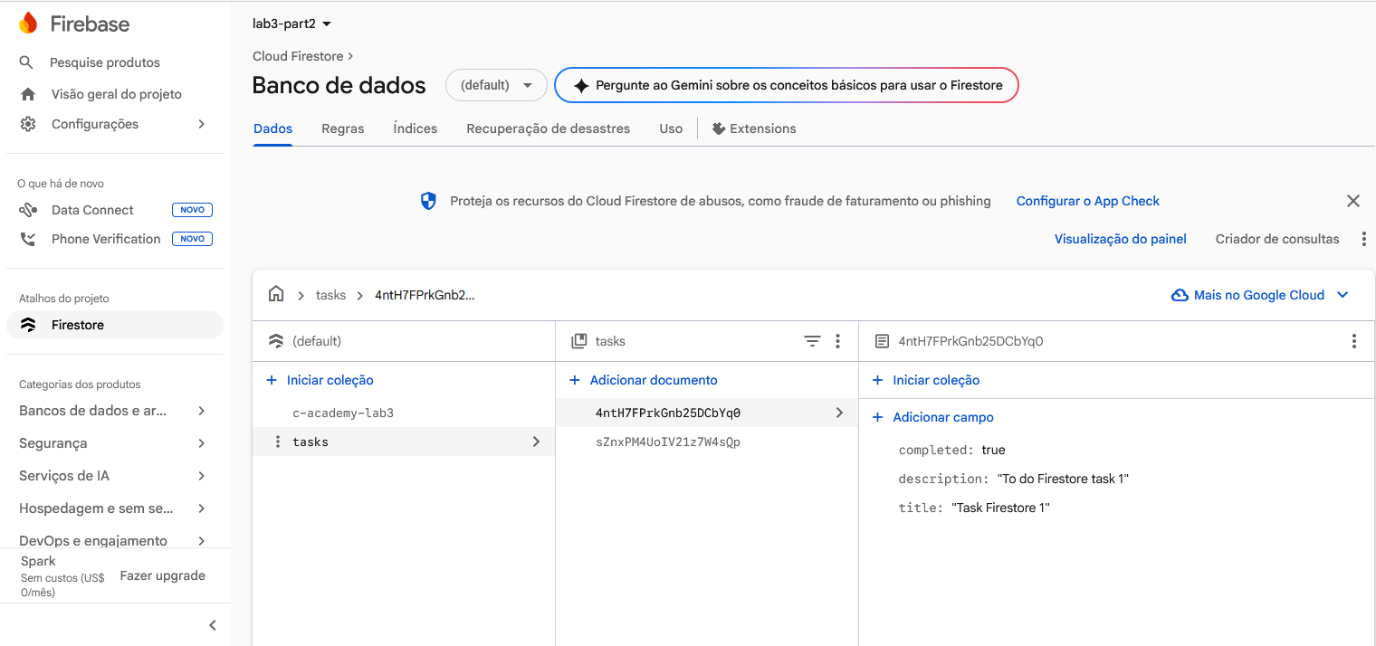 Firebase
Pesquise produtos
Visão geral do projeto
Configurações
O que há de novo
Data Connect NOVO
Phone Verification NOVO
Atalhos do projeto
Firestore
Categorias dos produtos
Bancos de dados e ar...
Segurança
Serviços de IA
Hospedagem e sem se...
DevOps e engajamento
Spark
Sem custos (US$
0/mês)
Fazer upgrade
lab3-part2
Cloud Firestore
Banco de dados
(default)
Pergunte ao Gemini sobre os conceitos básicos para usar o Firestore
Dados Regras Índices Recuperação de desastres Uso Extensions
Proteja os recursos do Cloud Firestore de abusos, como fraude de faturamento ou phishing Configurar o App Check
Visualização do painel Criador de consultas
tasks 4ntH7FPrkGnb2...
Mais no Google Cloud
(default)
Iniciar coleção
c-academy-lab3
tasks
tasks
Adicionar documento
4ntH7FPrkGnb25DCbYq0
sZnxPM4UoIV21z7W4sQp
4ntH7FPrkGnb25DCbYq0
Iniciar coleção
Adicionar campo
completed: true
description: "To do Firestore task 1"
title: "Task Firestore 1"